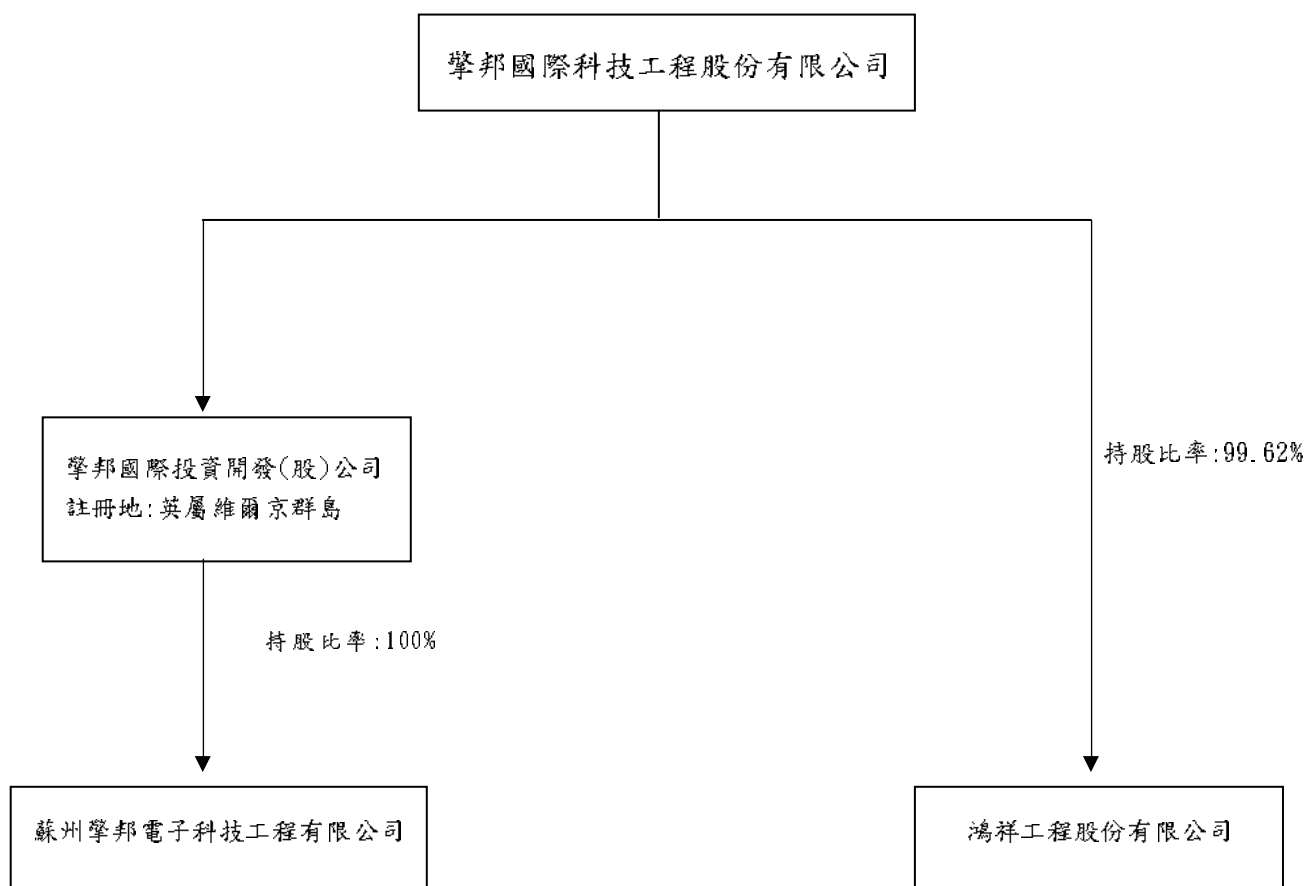 擎邦國際科技工程股份有限公司
擎邦國際投資開發(股)公司
註冊地:英屬維爾京群島
持股比率:99.62%
持股比率:100%
蘇州擎邦電子科技工程有限公司
鴻祥工程股份有限公司